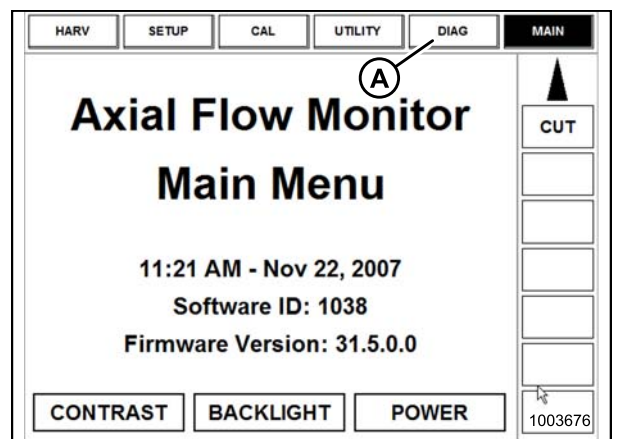 HARV SETUP CAL UTILITY DIAG MAIN
A
Axial Flow Monitor
CUT
Main Menu
11:21 AM - Nov 22, 2007
Software ID: 1038
Firmware Version: 31.5.0.0
CONTRAST BACKLIGHT POWER
1003676